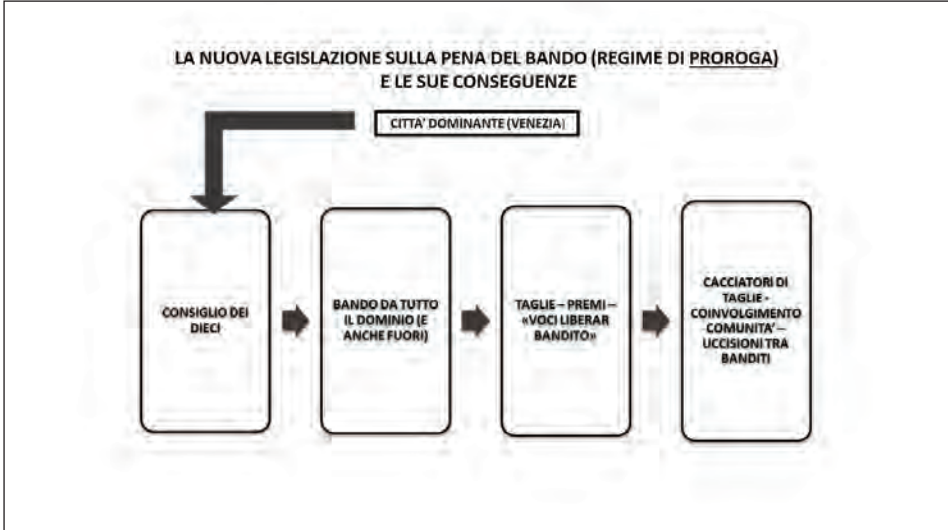 LA NUOVA LEGISLAZIONE SULLA PENA DEL BANDO (REGIME DI PROROGA)
E LE SUE CONSEGUENZE
CITTA' DOMINANTE (VENEZIA)
CONSIGLIO DEI
DIECI
BANDO DA TUTTO
IL DOMINIO (E
ANCHE FUORI)
TAGLIE – PREMI –
«VOCI LIBERAR
BANDITO»
CACCIATORI DI
TAGLIE -
COINVOLGIMENTO
COMUNITA' –
UCCISIONI TRA
BANDITI